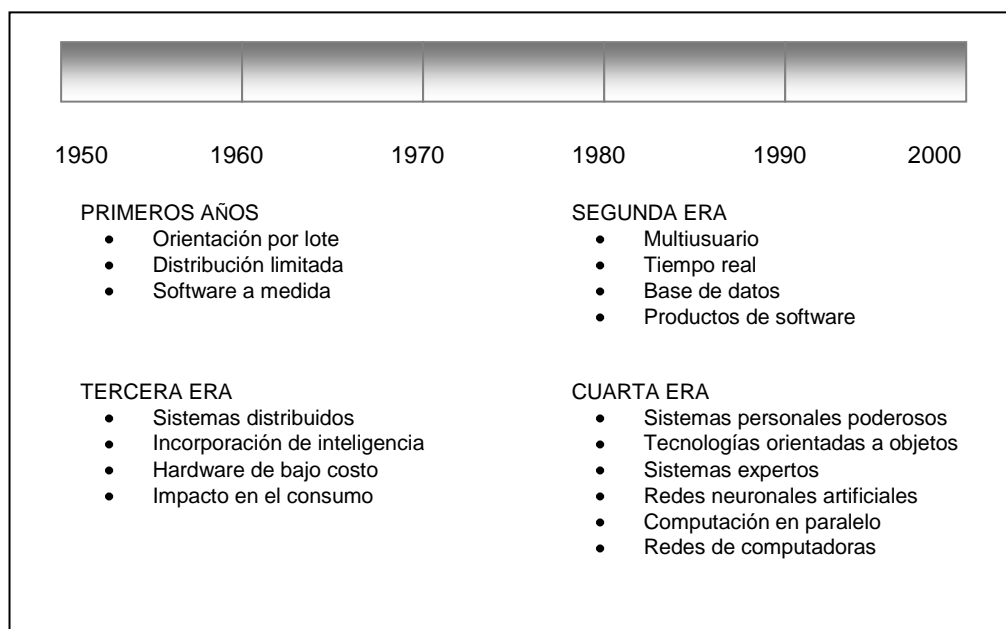 1950 1960 1970 1980 1990 2000
PRIMEROS AÑOS
• Orientación por lote
• Distribución limitada
• Software a medida
SEGUNDA ERA
• Multiusuario
• Tiempo real
• Base de datos
• Productos de software
TERCERA ERA
• Sistemas distribuidos
• Incorporación de inteligencia
• Hardware de bajo costo
• Impacto en el consumo
CUARTA ERA
• Sistemas personales poderosos
• Tecnologías orientadas a objetos
• Sistemas expertos
• Redes neuronales artificiales
• Computación en paralelo
• Redes de computadoras